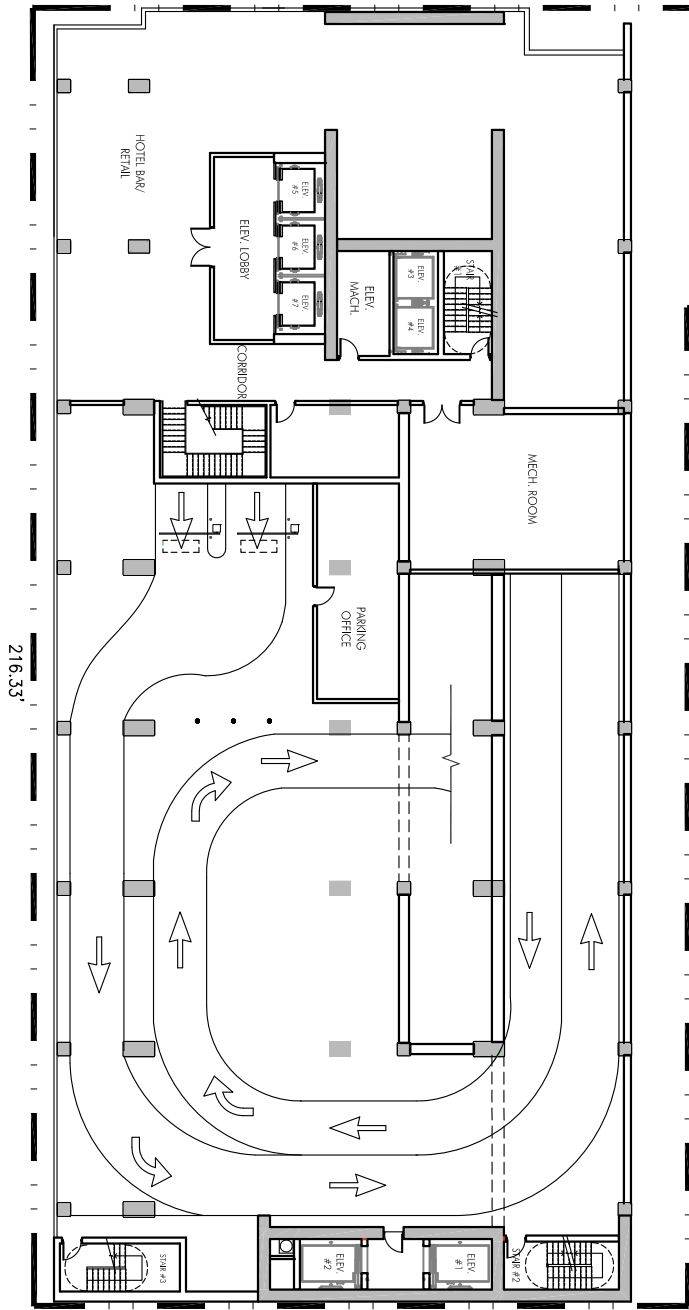 HOTEL BAR/
RETAIL
ELEV. LOBBY
ELEV.
#5
ELEV.
#6
ELEV.
#7
ELEV.
MACH.
ELEV.
#3
ELEV.
#4
STAIR
#1
CORRIDOR
MECH. ROOM
PARKING
OFFICE
216.33'
STAIR #3
ELEV.
#2
ELEV.
#1
STAIR #2